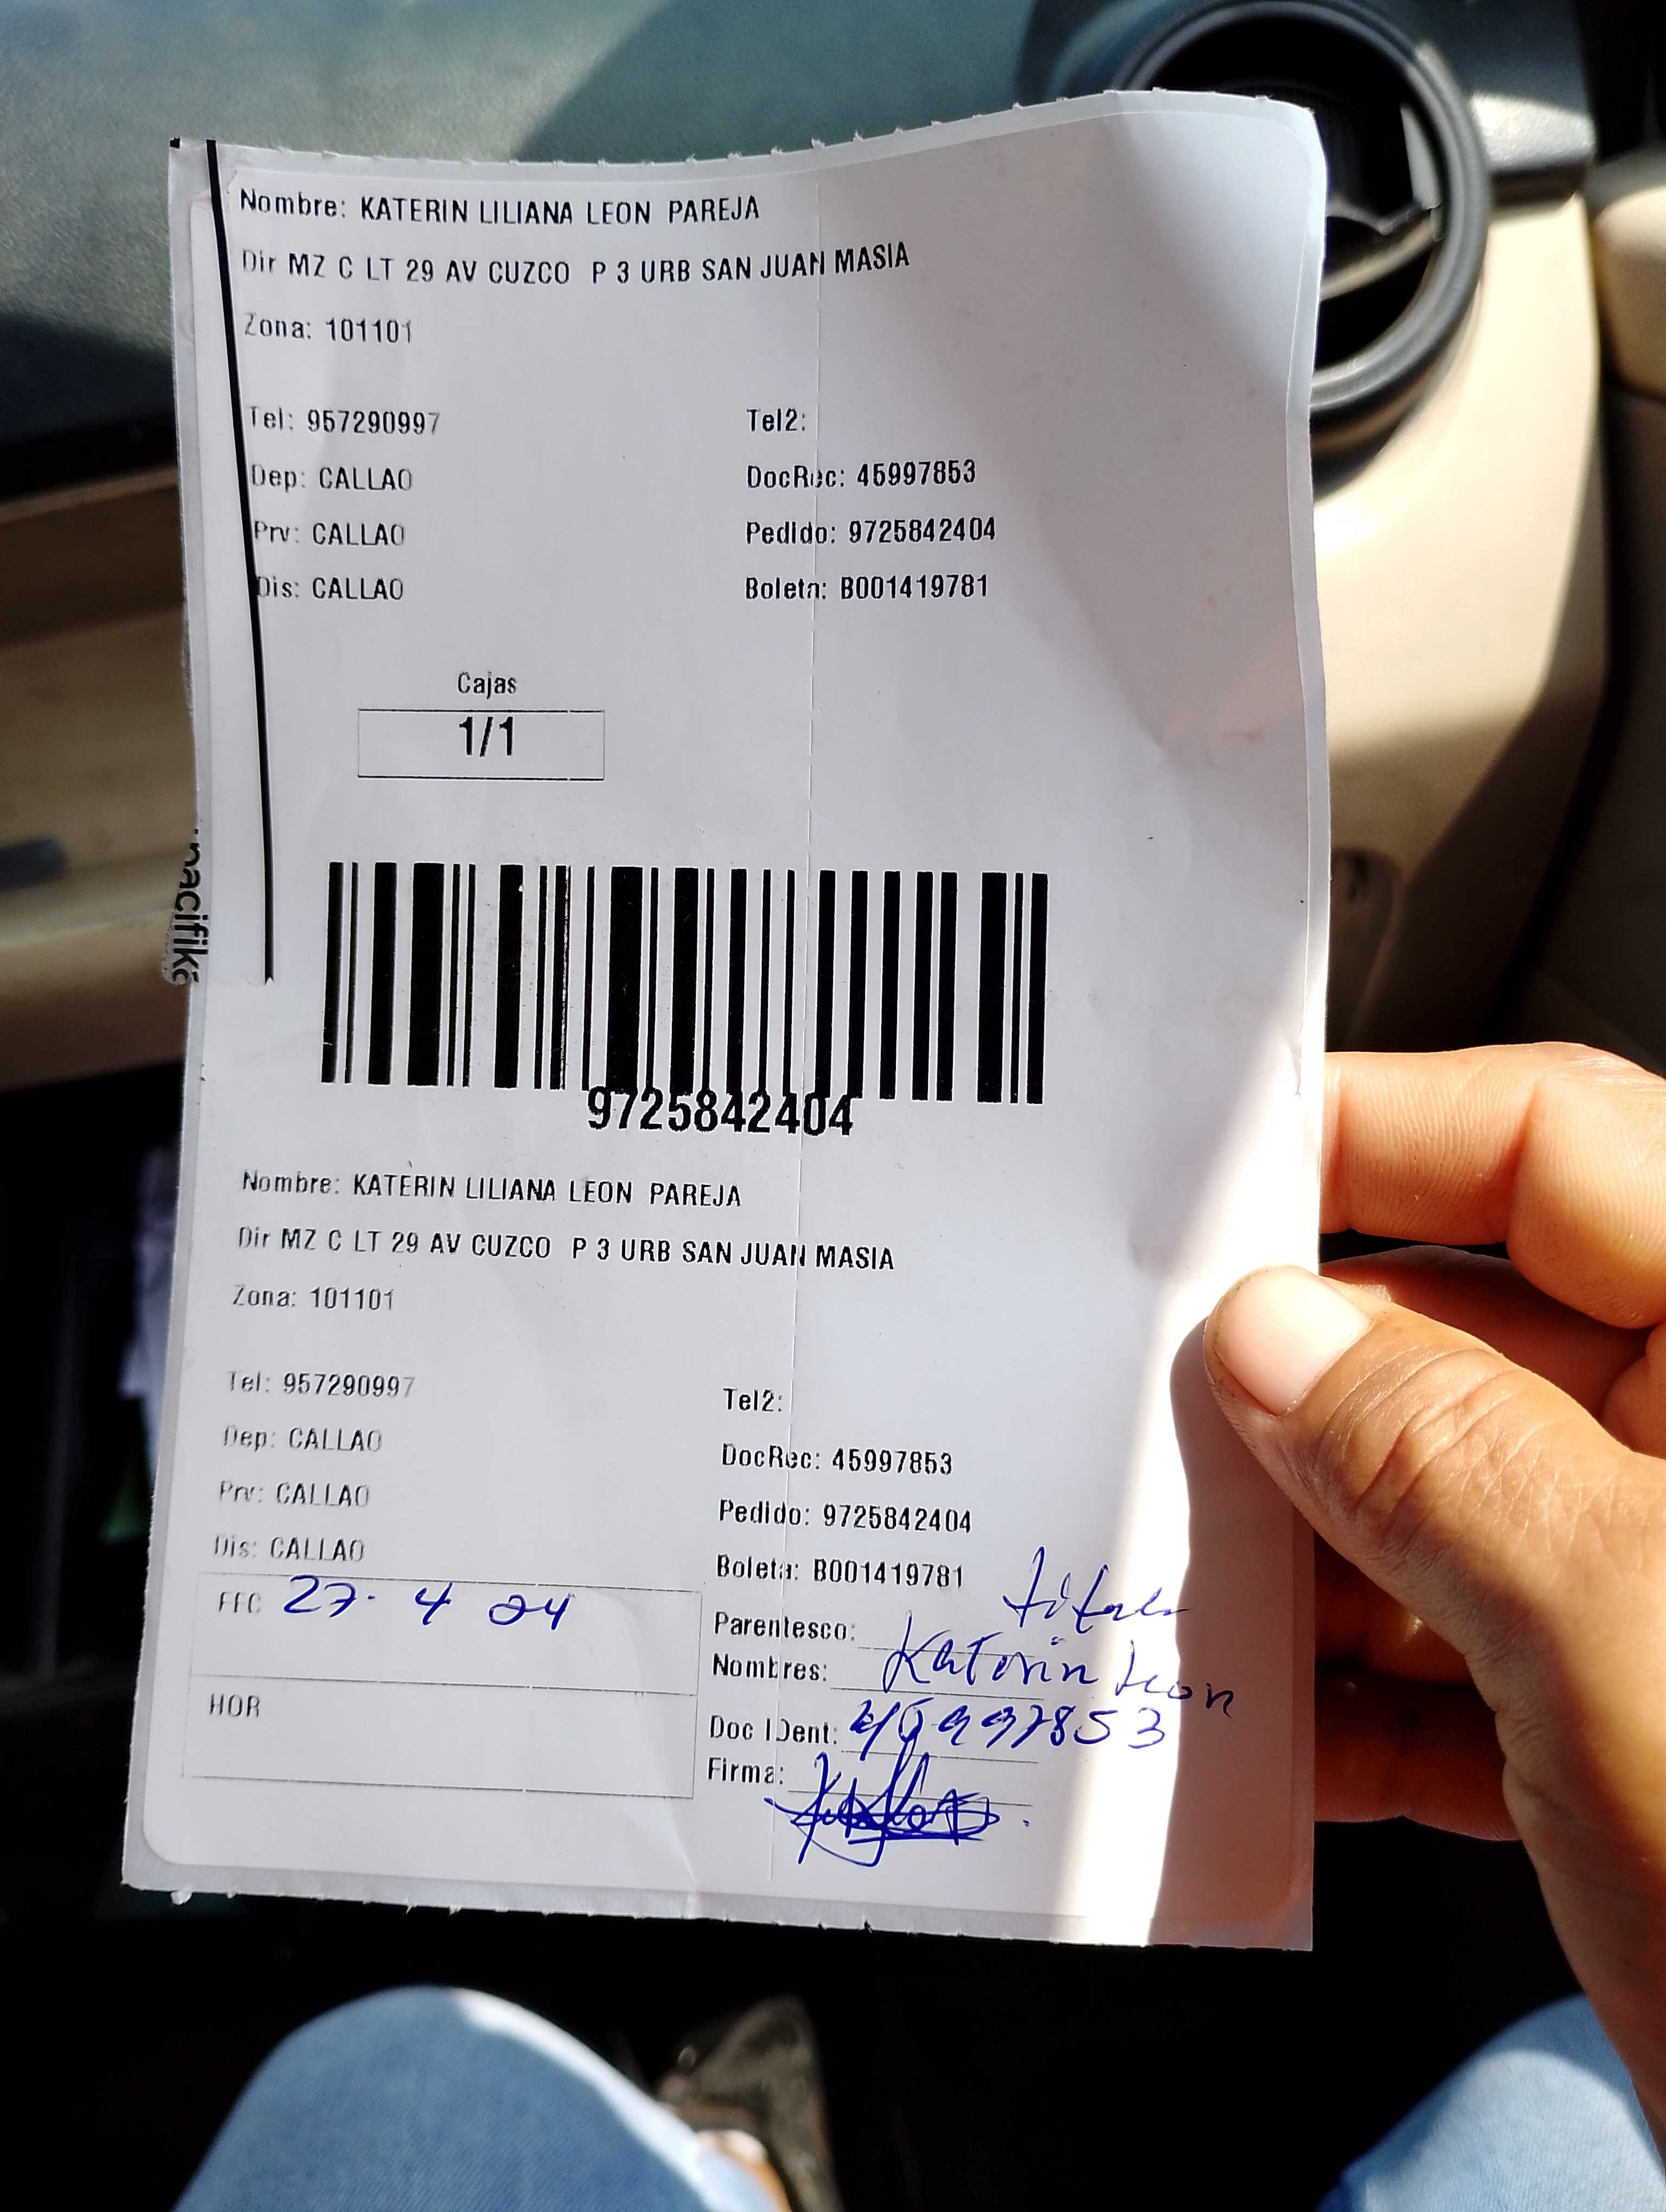 Nombre: KATERIN LILIANA LEON PAREJA
Dir MZ C LT 29 AV CUZCO P 3 URB SAN JUAN MASIA
Zona: 101101
Tel: 957290997 Tel2:
Dep: CALLAO DocRec: 45997853
Prv: CALLAO Pedido: 9725842404
Dis: CALLAO Boleta: B001419781
Cajas
1/1
pacifik
9725842404
Nombre: KATERIN LILIANA LEON PAREJA
Dir MZ C LT 29 AV CUZCO P 3 URB SAN JUAN MASIA
Zona: 101101
Tel: 957290997 Tel2:
Dep: CALLAO DocRec: 45997853
Prv: CALLAO Pedido: 9725842404
Dis: CALLAO Boleta: B001419781
FEC 27. 4 24
Parentesco: titular
Nombres: Katerin Leon
HOR
Doc IDent: 45997853
Firma: